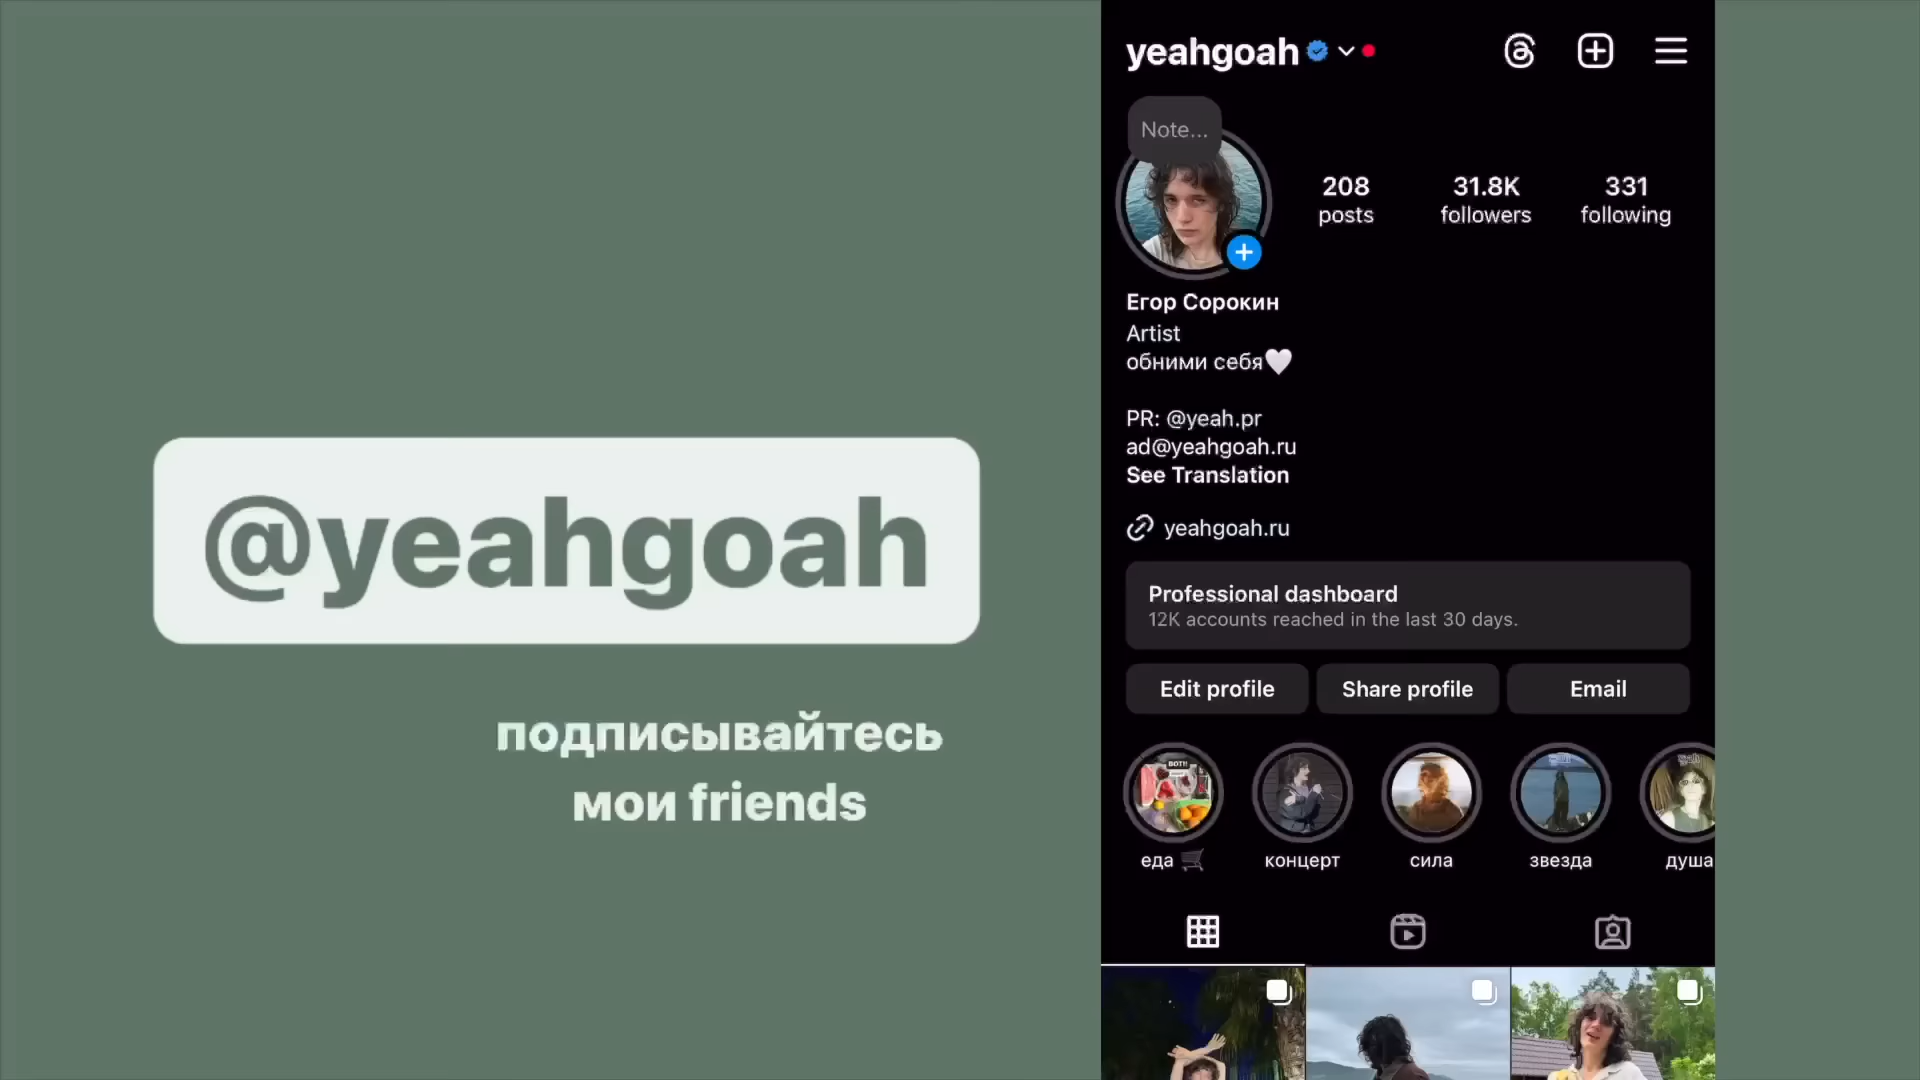 @yeahgoah
подписывайтесь
мои friends
yeahgoah
Note...
208
posts
31.8K
followers
331
following
Егор Сорокин
Artist
обними себя🤍
PR: @yeah.pr
ad@yeahgoah.ru
See Translation
yeahgoah.ru
Professional dashboard
12K accounts reached in the last 30 days.
Edit profile
Share profile
Email
ВОТ!!
еда 🛒
концерт
сила
звезда
душа